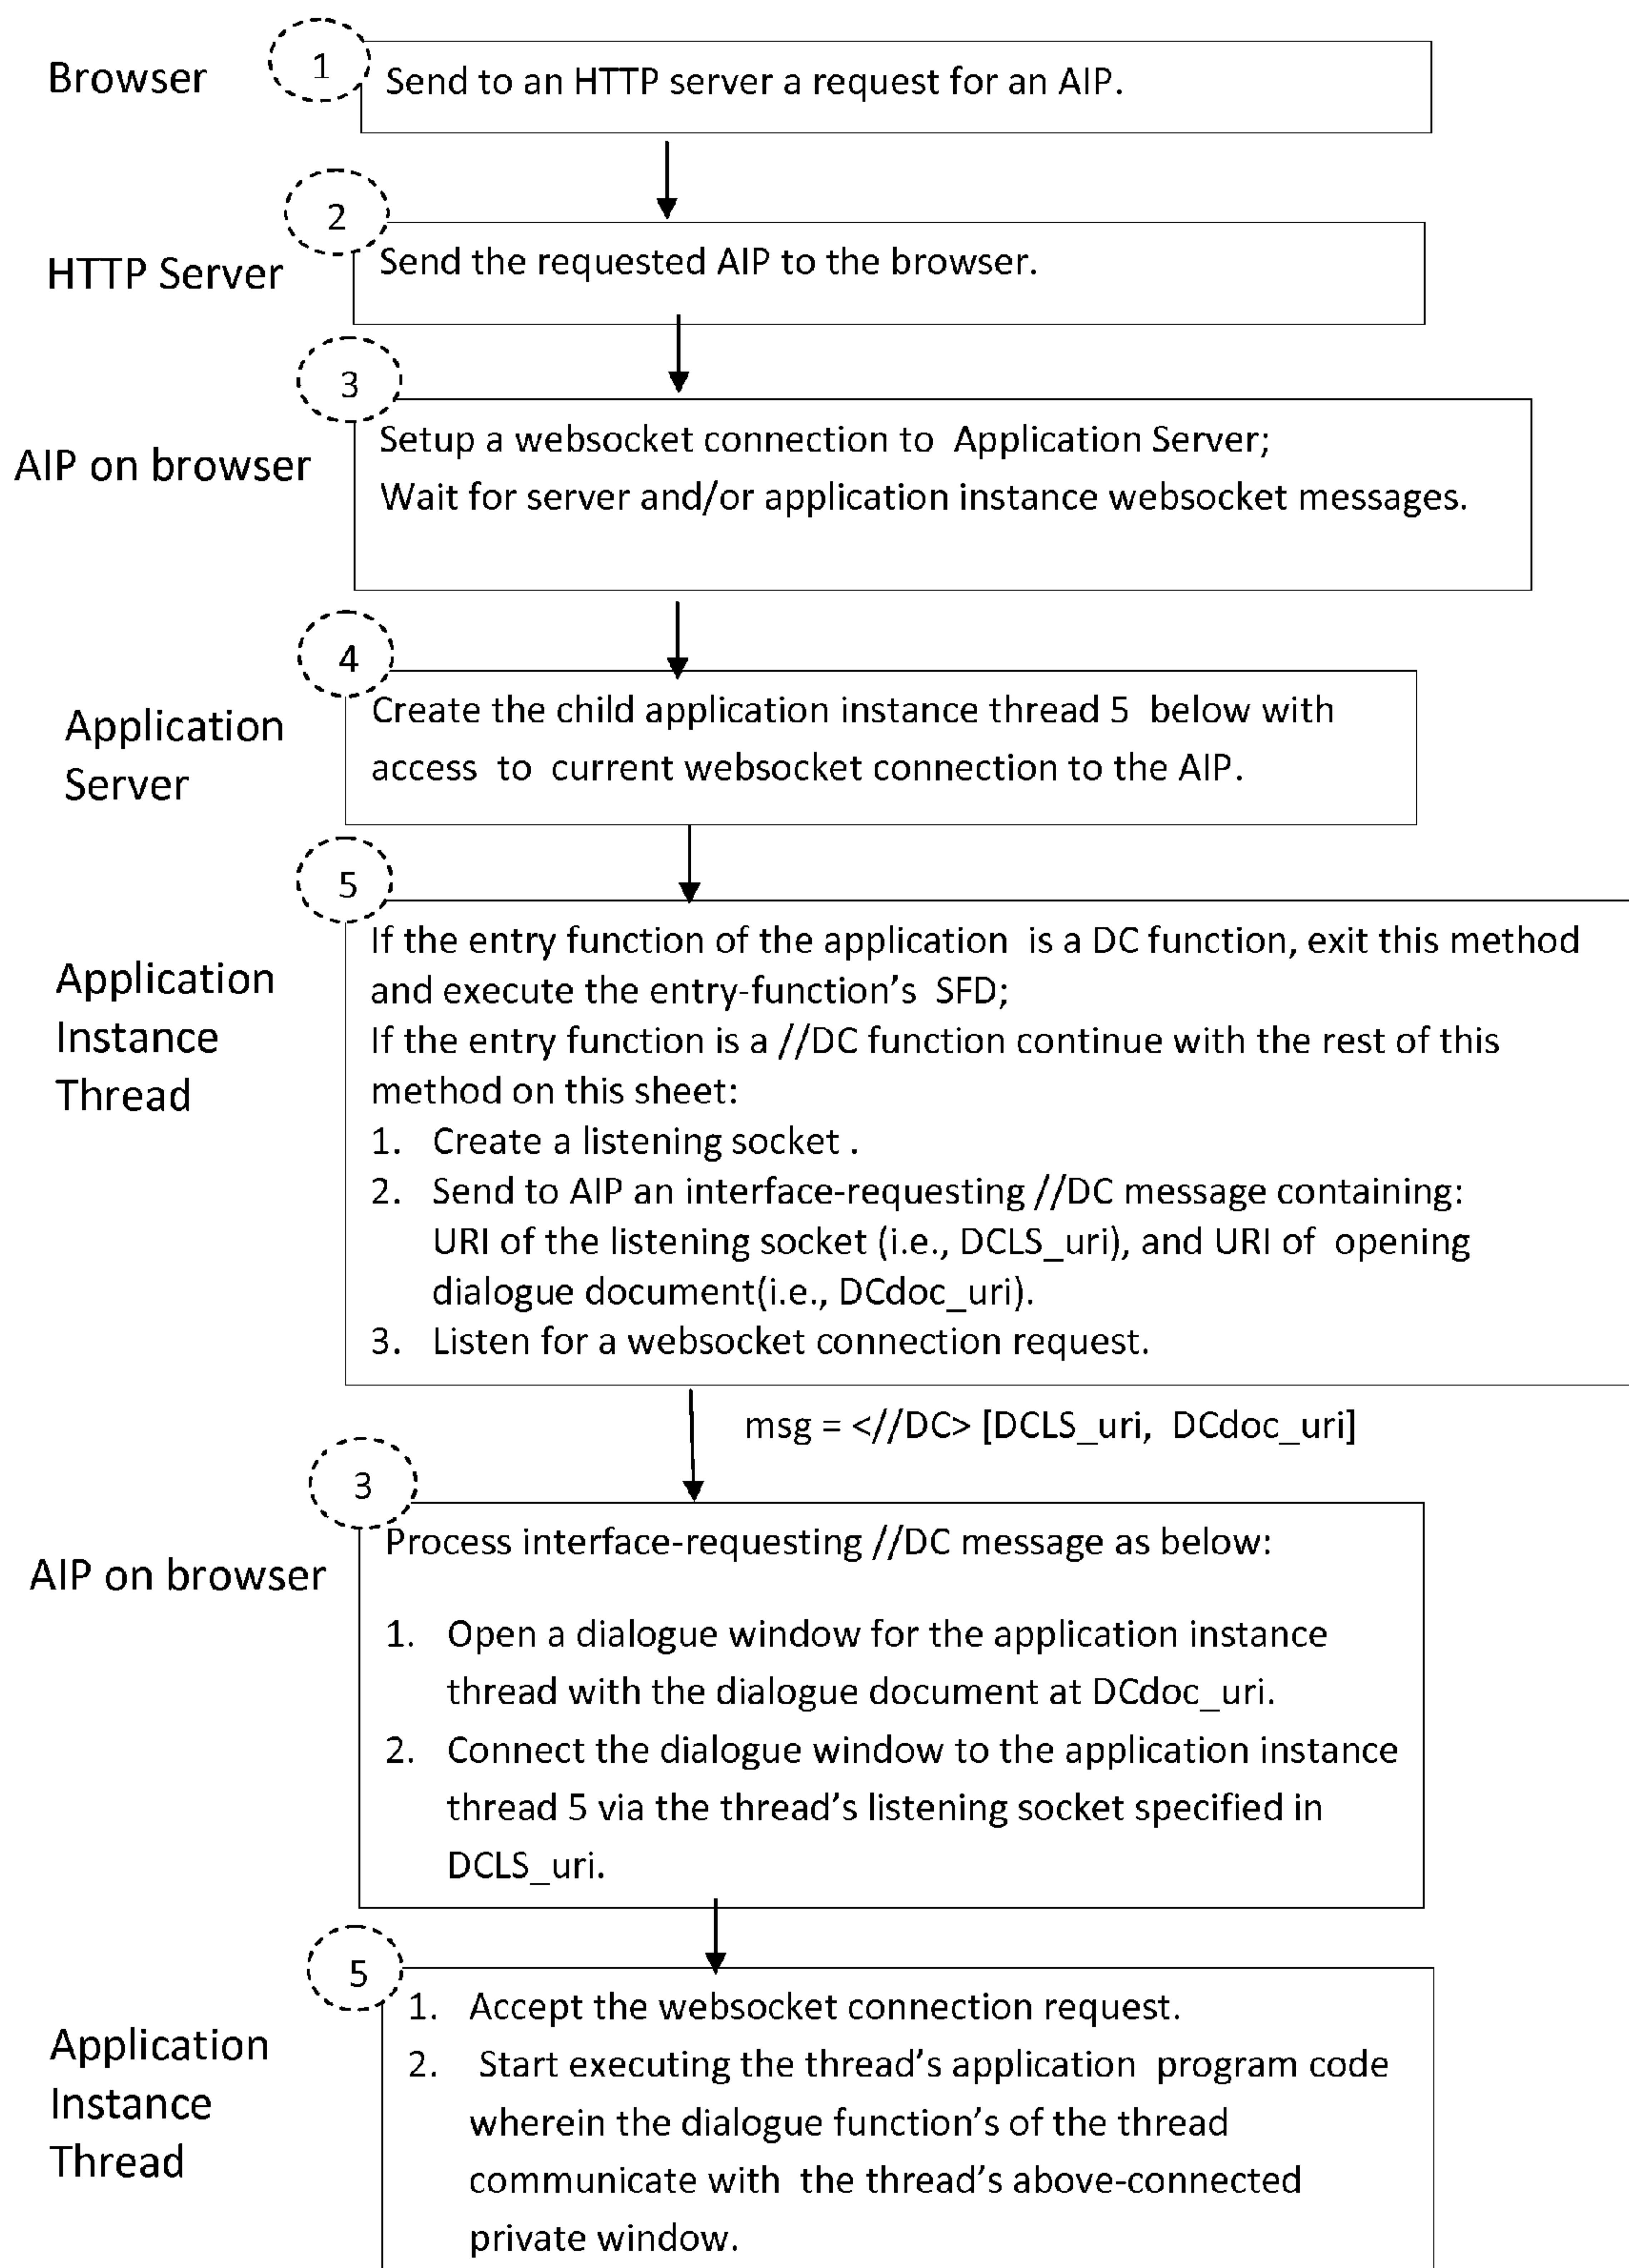 Browser
1
Send to an HTTP server a request for an AIP.
2
HTTP Server
Send the requested AIP to the browser.
3
AIP on browser
Setup a websocket connection to Application Server;
Wait for server and/or application instance websocket messages.
4
Application
Server
Create the child application instance thread 5 below with
access to current websocket connection to the AIP.
5
Application
Instance
Thread
If the entry function of the application is a DC function, exit this method
and execute the entry-function's SFD;
If the entry function is a //DC function continue with the rest of this
method on this sheet:
1. Create a listening socket .
2. Send to AIP an interface-requesting //DC message containing:
URI of the listening socket (i.e., DCLS_uri), and URI of opening
dialogue document(i.e., DCdoc_uri).
3. Listen for a websocket connection request.
msg = <//DC> [DCLS_uri, DCdoc_uri]
3
AIP on browser
Process interface-requesting //DC message as below:
1. Open a dialogue window for the application instance
thread with the dialogue document at DCdoc_uri.
2. Connect the dialogue window to the application instance
thread 5 via the thread's listening socket specified in
DCLS_uri.
5
Application
Instance
Thread
1. Accept the websocket connection request.
2. Start executing the thread's application program code
wherein the dialogue function's of the thread
communicate with the thread's above-connected
private window.